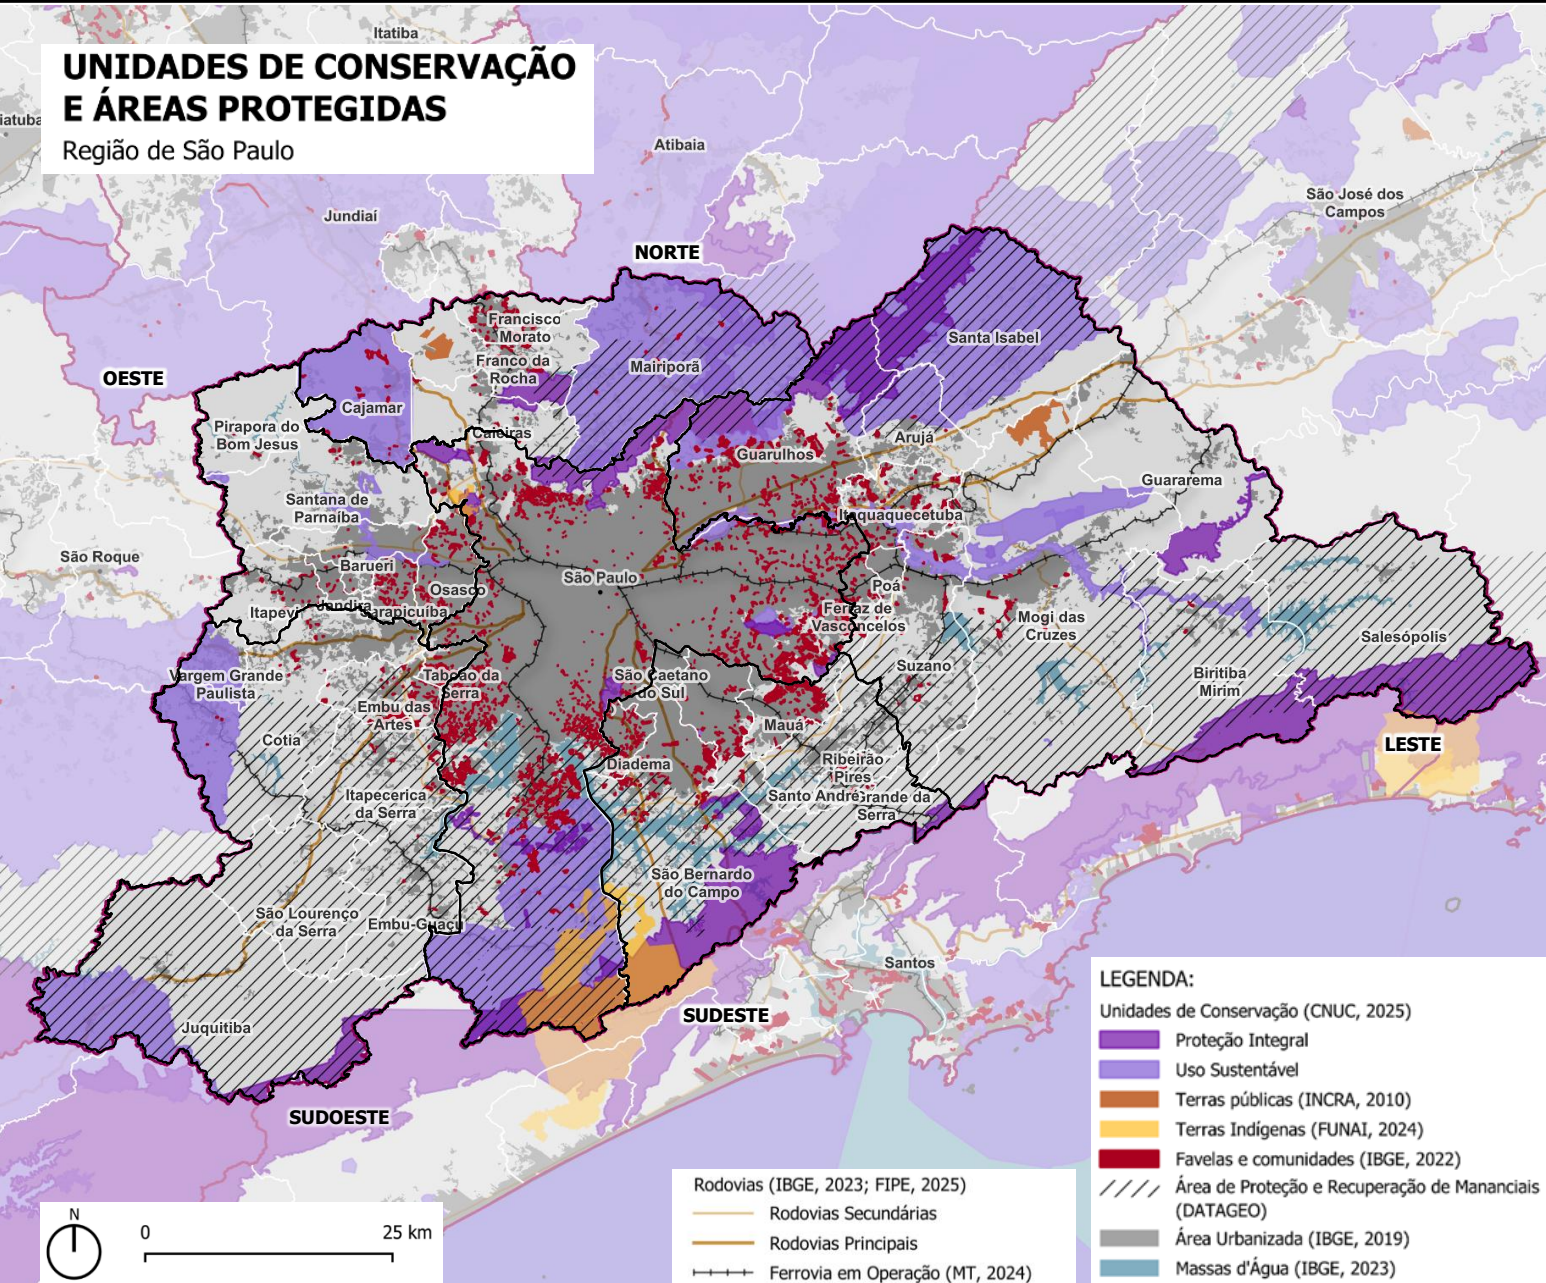 Itatiba
UNIDADES DE CONSERVAÇÃO
E ÁREAS PROTEGIDAS
Região de São Paulo
iatuba
Atibaia
Jundiaí
São José dos
Campos
NORTE
Francisco
Morato
Santa Isabel
Franco da
Rocha
Mairiporã
OESTE
Cajamar
Pirapora do
Bom Jesus
Caieiras
Arujá
Guarulhos
Guararema
Santana de
Parnaíba
Itaquaquecetuba
São Roque
Barueri
São Paulo
Osasco
Poá
Itapevi
Jandira
Carapicuíba
Ferraz de
Vasconcelos
Mogi das
Cruzes
Salesópolis
Vargem Grande
Paulista
Taboão da
Serra
São Caetano
do Sul
Suzano
Biritiba
Mirim
Embu das
Artes
Mauá
Cotia
LESTE
Diadema
Ribeirão
Pires
Itapecerica
da Serra
Santo André
Grande da
Serra
São Bernardo
do Campo
São Lourenço
da Serra
Embu-Guaçu
Santos
Juquitiba
SUDESTE
SUDOESTE
LEGENDA:
Unidades de Conservação (CNUC, 2025)
Proteção Integral
Uso Sustentável
Terras públicas (INCRA, 2010)
Terras Indígenas (FUNAI, 2024)
Favelas e comunidades (IBGE, 2022)
Área de Proteção e Recuperação de Mananciais
(DATAGEO)
Área Urbanizada (IBGE, 2019)
Massas d'Água (IBGE, 2023)
Rodovias (IBGE, 2023; FIPE, 2025)
Rodovias Secundárias
Rodovias Principais
Ferrovia em Operação (MT, 2024)
N
0 25 km